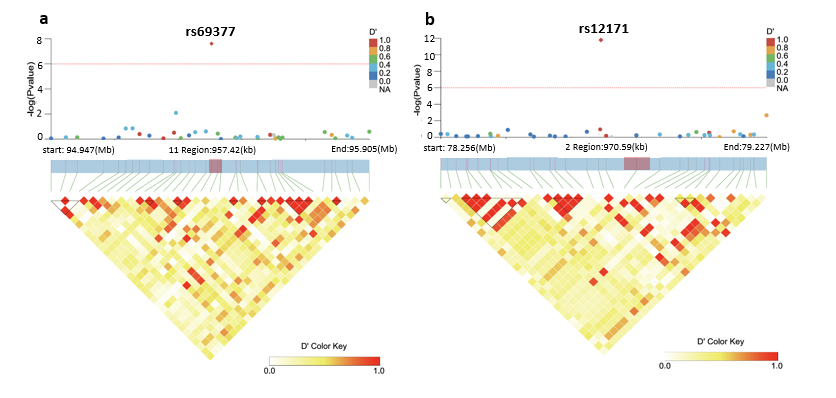 a
rs69377
8
6
4
2
0
-log(Pvalue)
D'
1.0
0.8
0.6
0.4
0.2
0.0
NA
start: 94.947(Mb) 11 Region:957.42(kb) End:95.905(Mb)
D' Color Key
0.0 1.0
b
rs12171
12
10
8
6
4
2
0
-log(Pvalue)
D'
1.0
0.8
0.6
0.4
0.2
0.0
NA
start: 78.256(Mb) 2 Region:970.59(kb) End:79.227(Mb)
D' Color Key
0.0 1.0